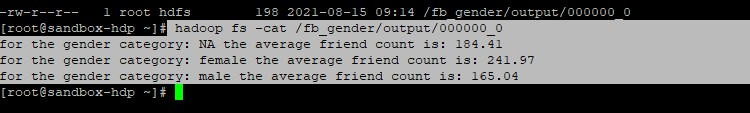 -rw-r--r--   1 root hdfs        198 2021-08-15 09:14 /fb_gender/output/000000_0
[root@sandbox-hdp ~]# hadoop fs -cat /fb_gender/output/000000_0
for the gender category: NA the average friend count is: 184.41
for the gender category: female the average friend count is: 241.97
for the gender category: male the average friend count is: 165.04
[root@sandbox-hdp ~]#